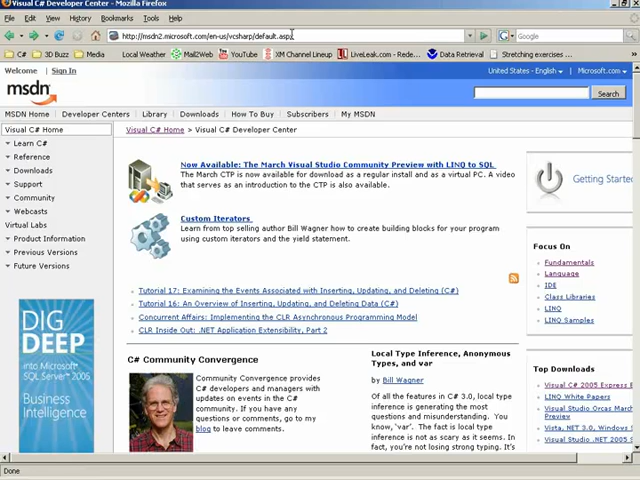 Visual C# Developer Center - Mozilla Firefox
File Edit View History Bookmarks Tools Help
http://msdn2.microsoft.com/en-us/vcsharp/default.asp
Google
C# 3D Buzz Media Local Weather Mail2Web YouTube XM Channel Lineup LiveLeak.com - Rede... Data Retrieval Stretching exercises ...
Welcome Sign In
United States - English Microsoft.com
msdn
Search
MSDN Home Developer Centers Library Downloads How To Buy Subscribers My MSDN
Visual C# Home
Visual C# Home > Visual C# Developer Center
Learn C#
Reference
Downloads
Support
Community
Webcasts
Virtual Labs
Product Information
Previous Versions
Future Versions
DIG
DEEP
into Microsoft
SQL Server 2005
Business
Intelligence
Now Available: The March Visual Studio Community Preview with LINQ to SQL
The March CTP is now available for download as a regular install and as a virtual PC. A video
that serves as an introduction to the CTP is also available.
Custom Iterators
Learn from top selling author Bill Wagner how to create building blocks for your program
using custom iterators and the yield statement.
Tutorial 17: Examining the Events Associated with Inserting, Updating, and Deleting (C#)
Tutorial 16: An Overview of Inserting, Updating, and Deleting Data (C#)
Concurrent Affairs: Implementing the CLR Asynchronous Programming Model
CLR Inside Out: .NET Application Extensibility, Part 2
C# Community Convergence
Community Convergence provides
C# developers and managers with
updates on events in the C#
community. If you have any
questions or comments, go to my
blog to leave comments.
Local Type Inference, Anonymous
Types, and var
by Bill Wagner
Of all the features in C# 3.0, local type
inference is generating the most
questions and misunderstanding. You
know, 'var'. The fact is local type
inference is not as scary as it seems. In
fact, you're not losing strong typing.
Getting Started
Focus On
Fundamentals
Language
IDE
Class Libraries
LINQ
LINQ Samples
Top Downloads
Visual C# 2005 Express E
LINQ White Papers
Visual Studio Orcas March
Preview
Vista, .NET 3.0, Windows
Visual Studio .NET 2005
Done